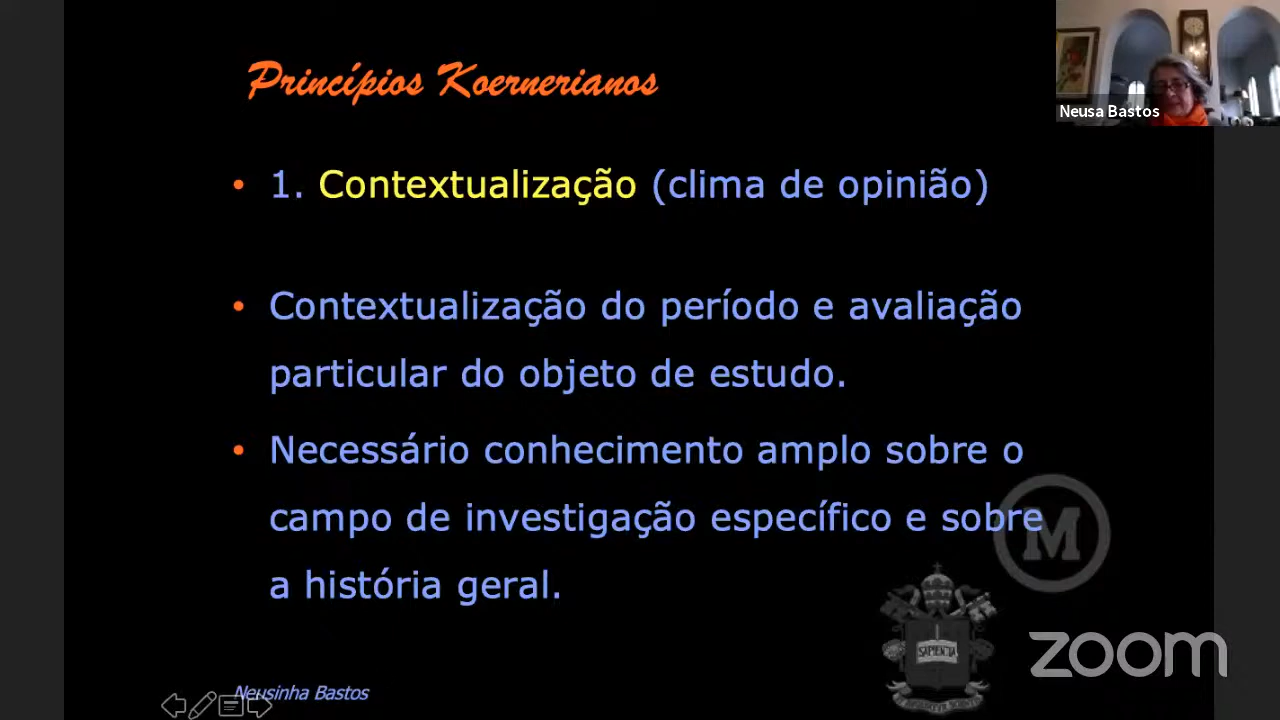 Princípios Koernerianos
Neusa Bastos
• 1. Contextualização (clima de opinião)
• Contextualização do período e avaliação
particular do objeto de estudo.
• Necessário conhecimento amplo sobre o
campo de investigação específico e sobre
a história geral.
M
SAPIENTIA
zoom
Neusinha Bastos